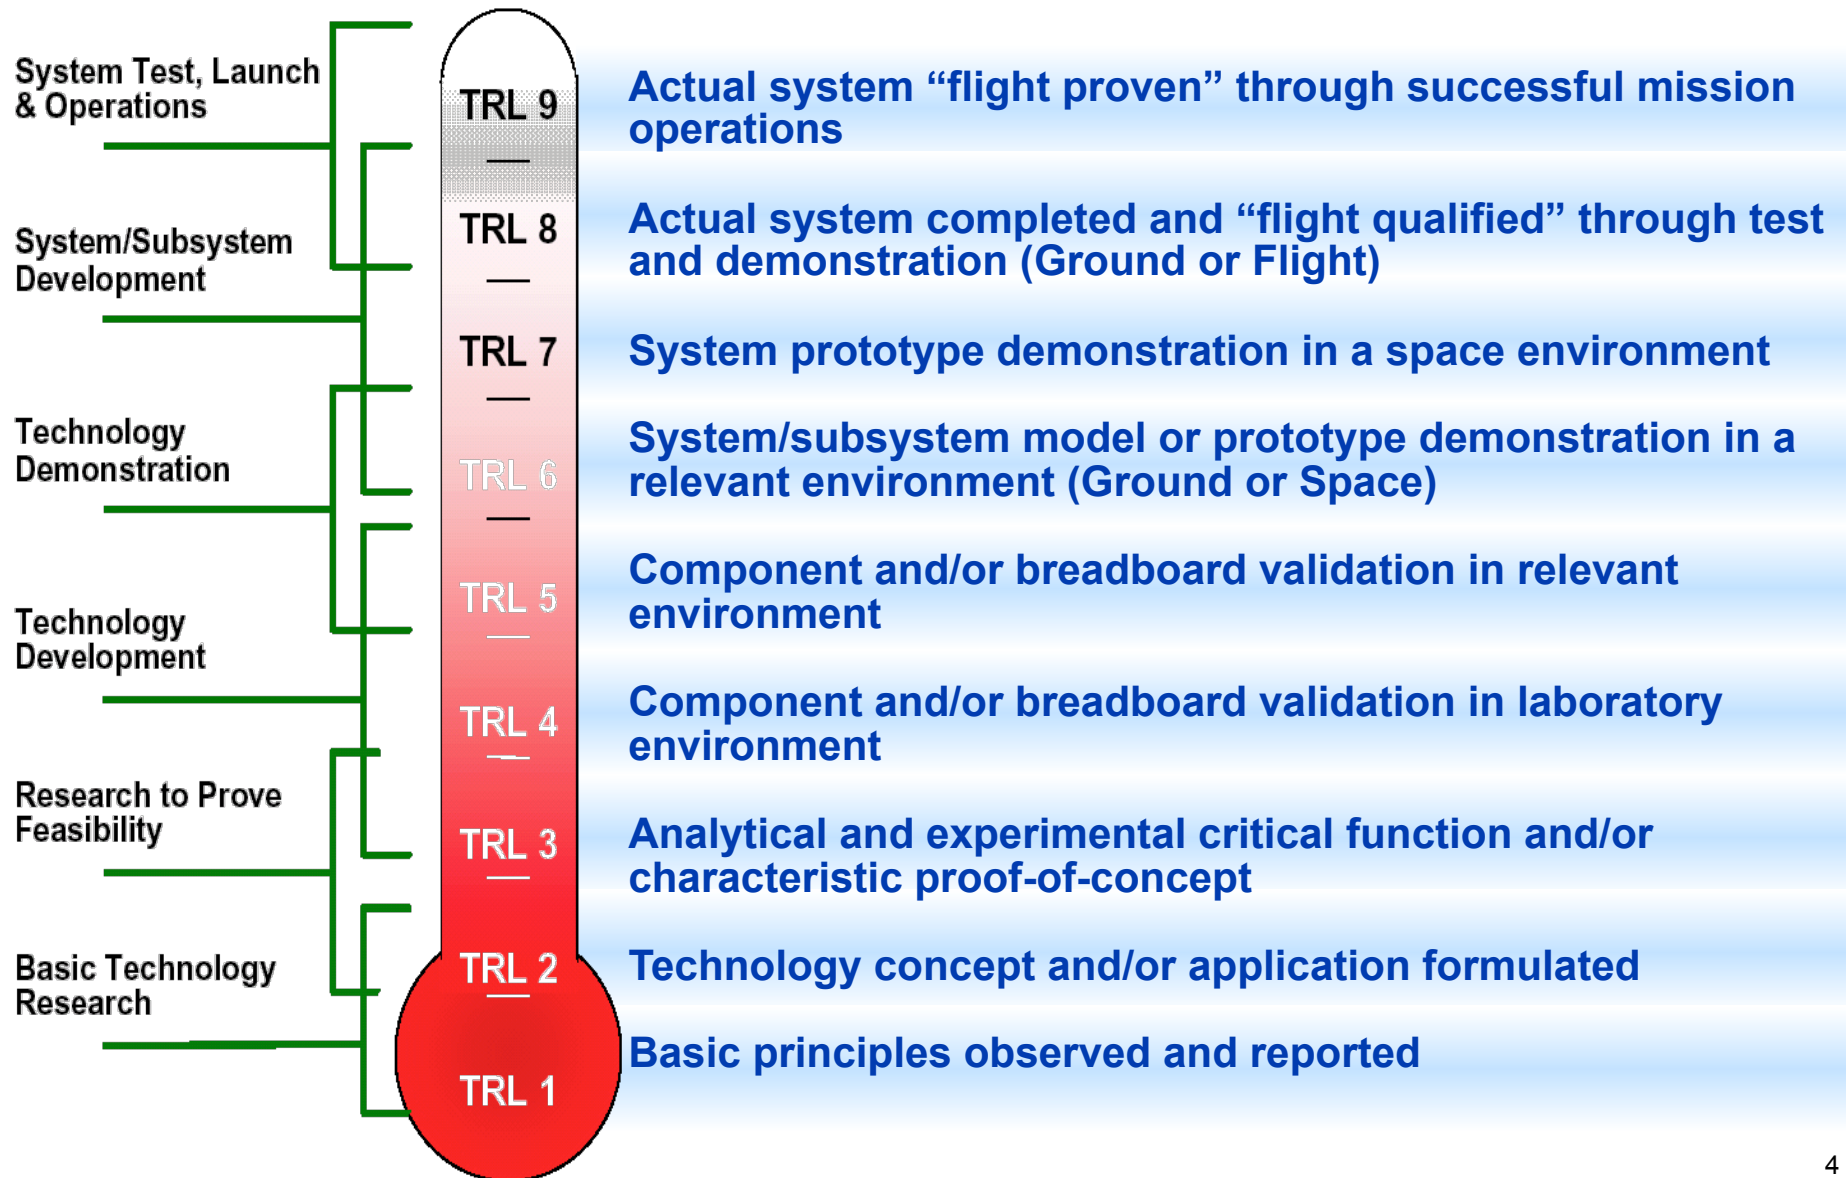 System Test, Launch
& Operations
TRL 9
Actual system “flight proven” through successful mission
operations
System/Subsystem
Development
TRL 8
Actual system completed and “flight qualified” through test
and demonstration (Ground or Flight)
TRL 7
System prototype demonstration in a space environment
Technology
Demonstration
TRL 6
System/subsystem model or prototype demonstration in a
relevant environment (Ground or Space)
TRL 5
Component and/or breadboard validation in relevant
environment
Technology
Development
TRL 4
Component and/or breadboard validation in laboratory
environment
Research to Prove
Feasibility
TRL 3
Analytical and experimental critical function and/or
characteristic proof-of-concept
Basic Technology
Research
TRL 2
Technology concept and/or application formulated
TRL 1
Basic principles observed and reported
4